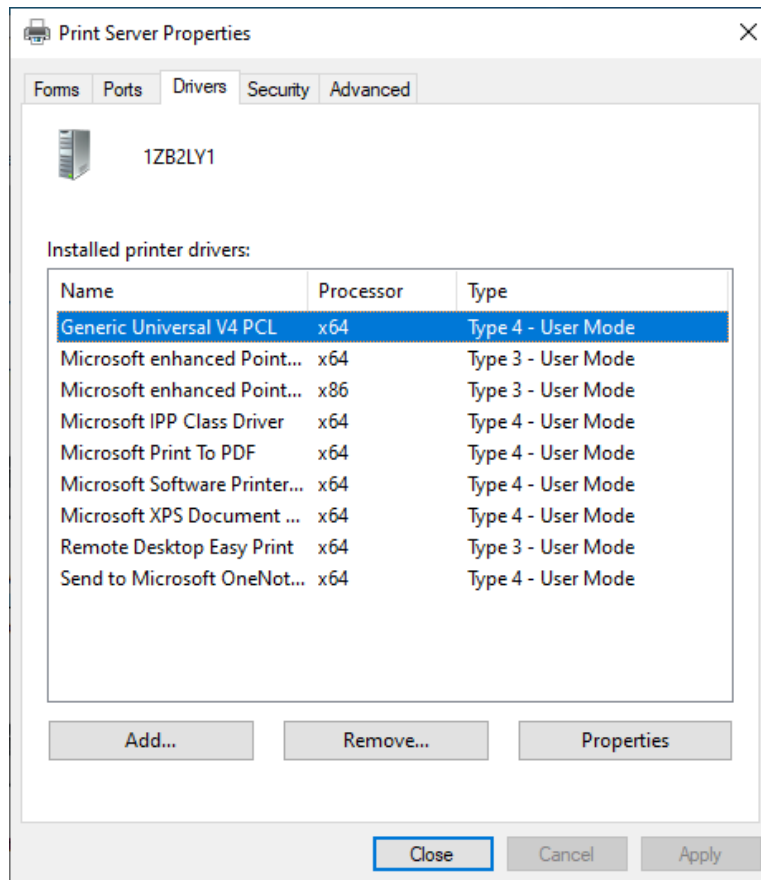 Print Server Properties
Forms Ports Drivers Security Advanced
1ZB2LY1
Installed printer drivers:
Name Processor Type
Generic Universal V4 PCL x64 Type 4 - User Mode
Microsoft enhanced Point... x64 Type 3 - User Mode
Microsoft enhanced Point... x86 Type 3 - User Mode
Microsoft IPP Class Driver x64 Type 4 - User Mode
Microsoft Print To PDF x64 Type 4 - User Mode
Microsoft Software Printer... x64 Type 4 - User Mode
Microsoft XPS Document ... x64 Type 4 - User Mode
Remote Desktop Easy Print x64 Type 3 - User Mode
Send to Microsoft OneNot... x64 Type 4 - User Mode
Add... Remove... Properties
Close Cancel Apply